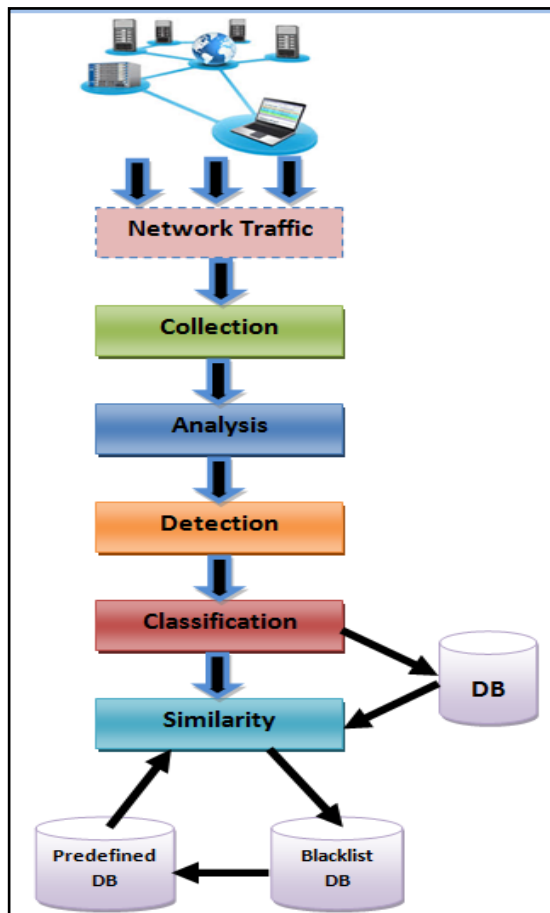 Network Traffic
Collection
Analysis
Detection
Classification
DB
Similarity
Predefined
DB
Blacklist
DB